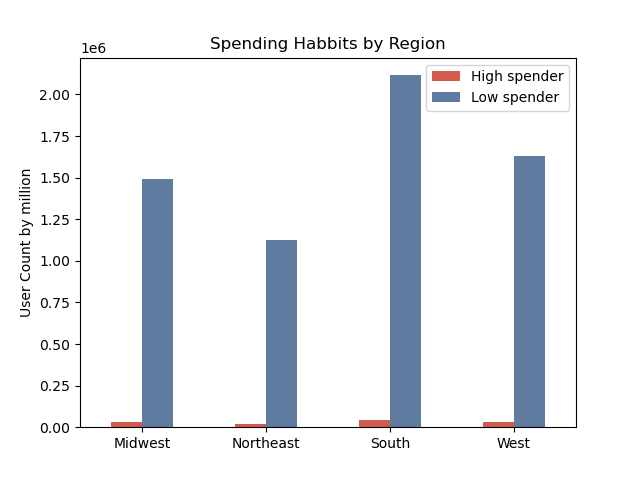 Spending Habbits by Region
1e6
High spender
Low spender
2.00
1.75
1.50
1.25
1.00
0.75
0.50
0.25
0.00
User Count by million
Midwest
Northeast
South
West